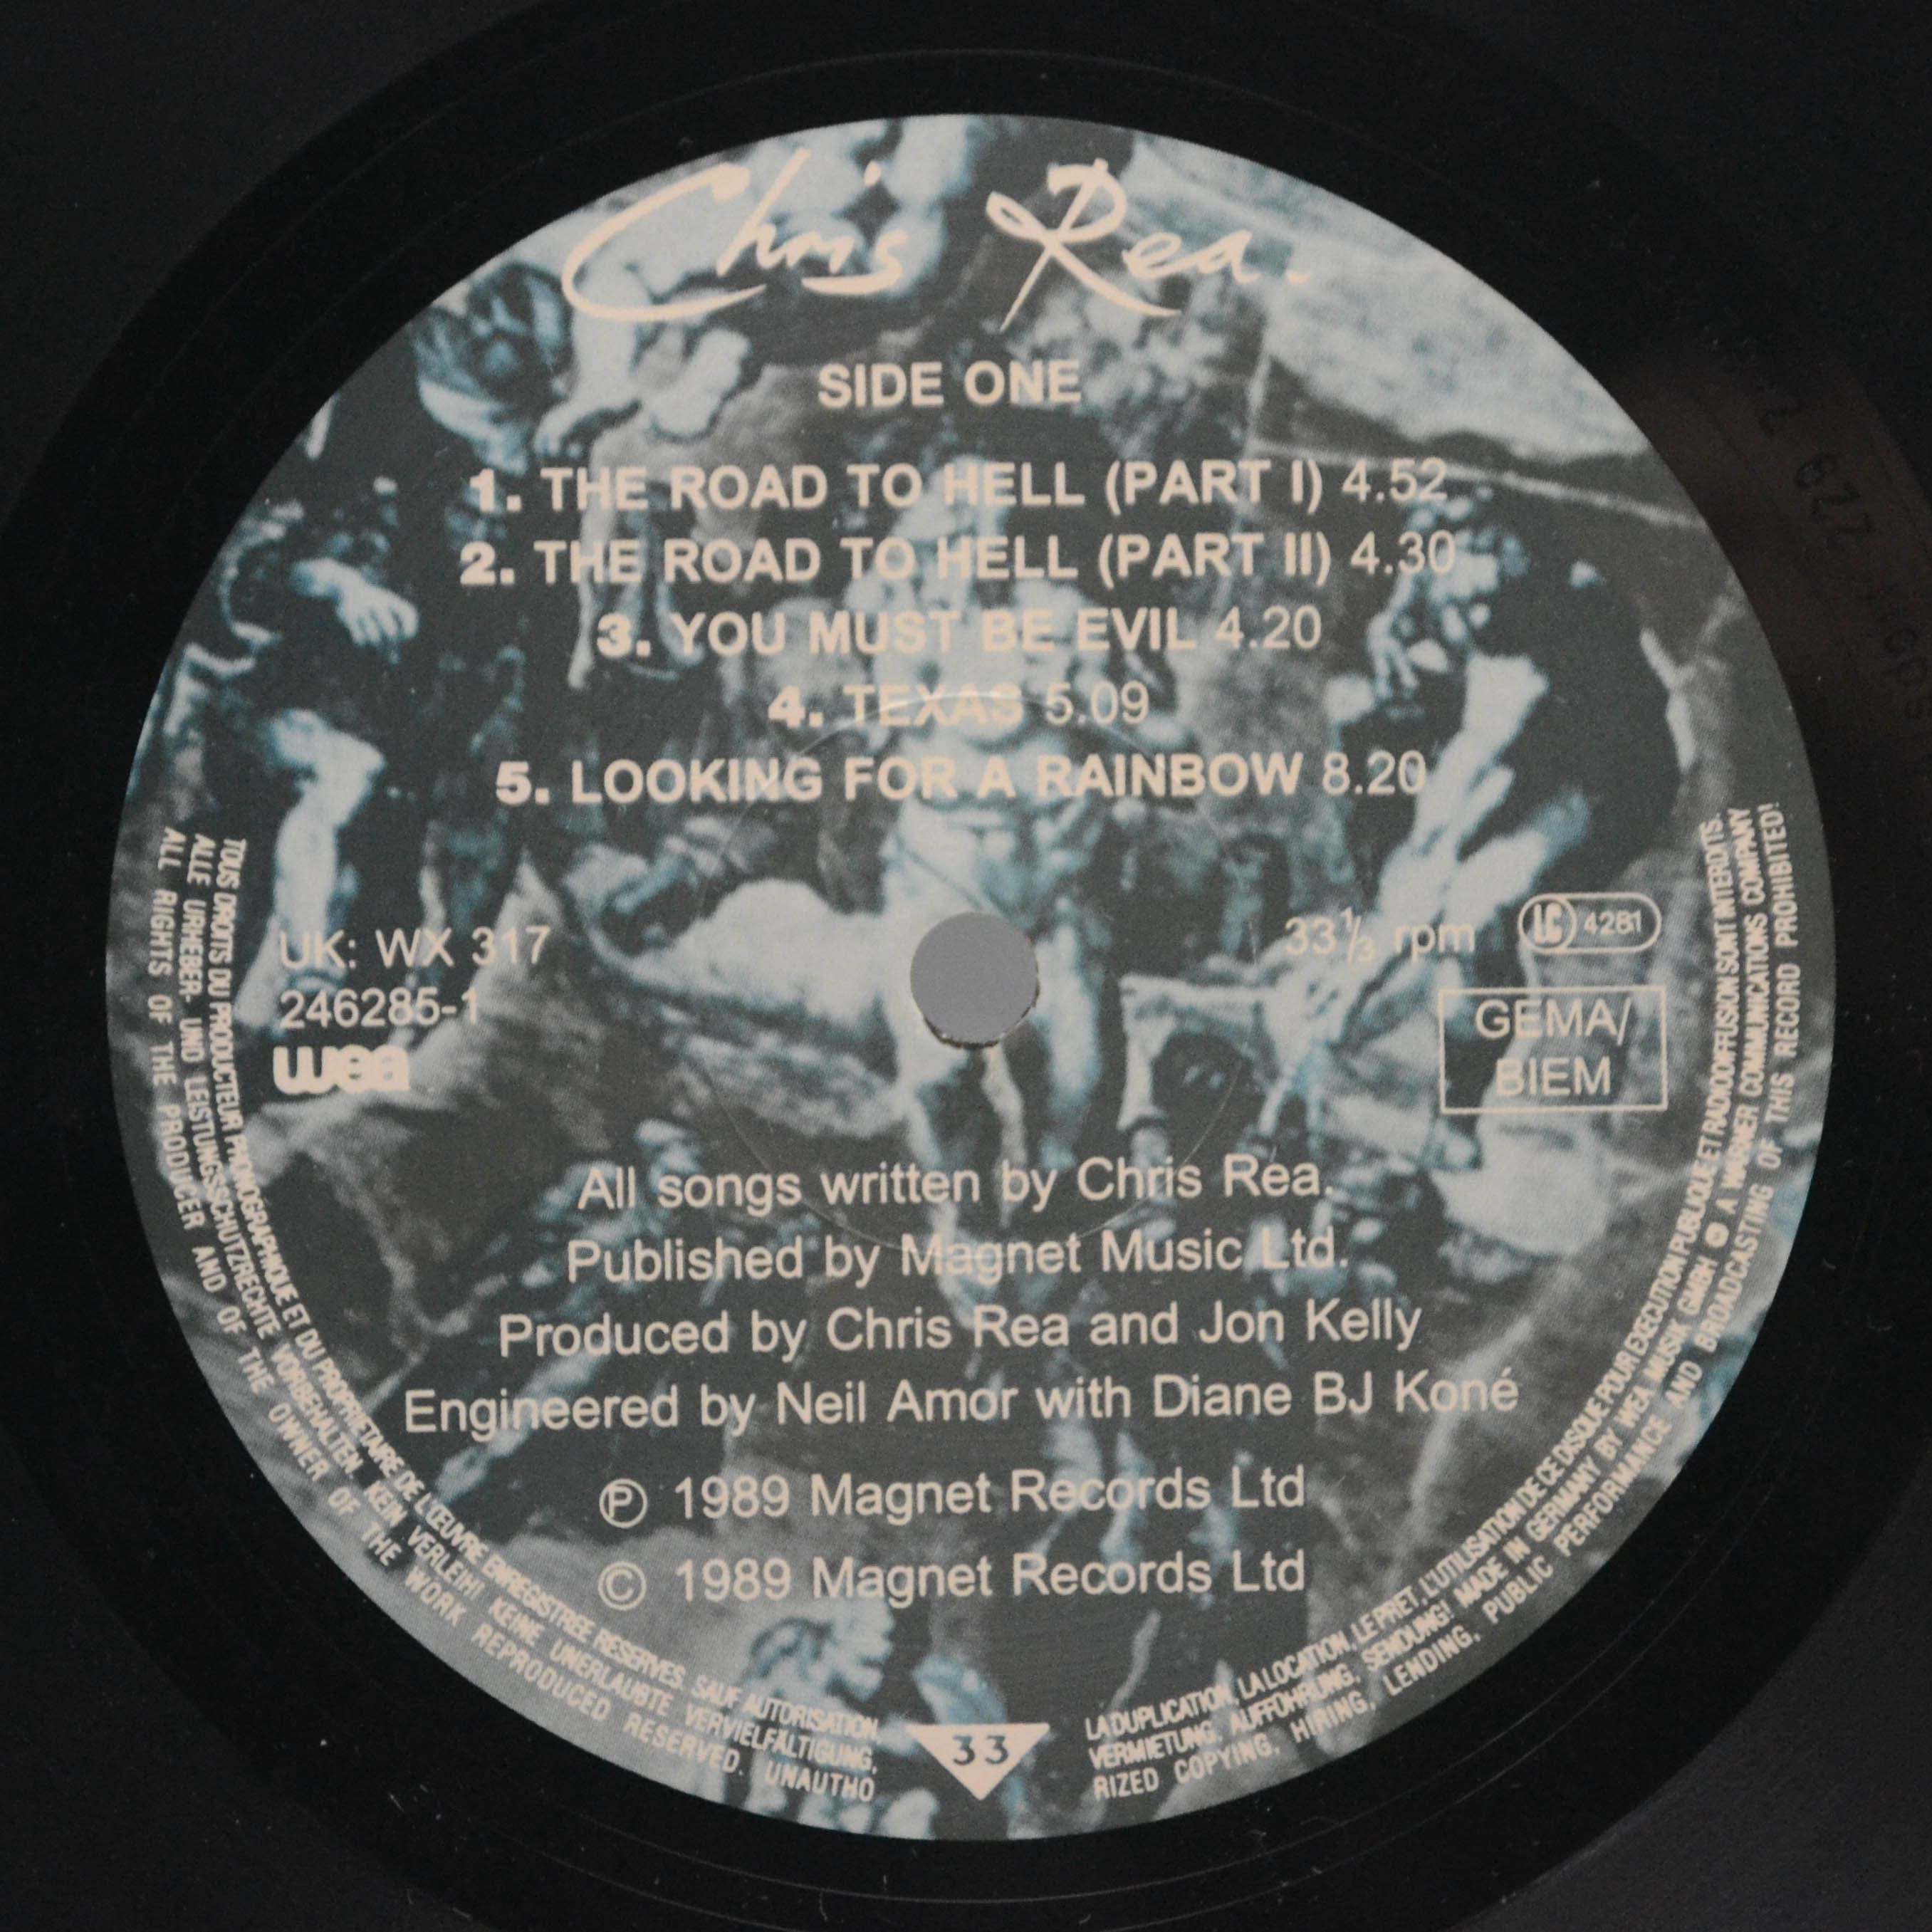 Chris Rea.
SIDE ONE
1. THE ROAD TO HELL (PART I) 4.52
2. THE ROAD TO HELL (PART II) 4.30
3. YOU MUST BE EVIL 4.20
4. TEXAS 5.09
5. LOOKING FOR A RAINBOW 8.20
UK: WX 317
246285-1
wea
33 1/3 rpm
LC 4281
GEMA/
BIEM
All songs written by Chris Rea.
Published by Magnet Music Ltd.
Produced by Chris Rea and Jon Kelly
Engineered by Neil Amor with Diane BJ Koné
Ⓟ 1989 Magnet Records Ltd
© 1989 Magnet Records Ltd
TOUS DROITS DU PRODUCTEUR PHONOGRAPHIQUE ET DU PROPRIETAIRE DE L'ŒUVRE ENREGISTREE RESERVES. SAUF AUTORISATION LA DUPLICATION, LA LOCATION, LE PRET, L'UTILISATION DE CE DISQUE POUR EXECUTION PUBLIQUE ET RADIODIFFUSION SONT INTERDITS.
ALLE URHEBER- UND LEISTUNGSSCHUTZRECHTE VORBEHALTEN. KEIN VERLEIH! KEINE UNERLAUBTE VERVIELFÄLTIGUNG, VERMIETUNG, AUFFÜHRUNG, SENDUNG! MADE IN GERMANY BY WEA MUSIK GMBH A WARNER COMMUNICATIONS COMPANY
ALL RIGHTS OF THE PRODUCER AND OF THE OWNER OF THE WORK REPRODUCED RESERVED. UNAUTHORIZED COPYING, HIRING, LENDING, PUBLIC PERFORMANCE AND BROADCASTING OF THIS RECORD PROHIBITED!
33